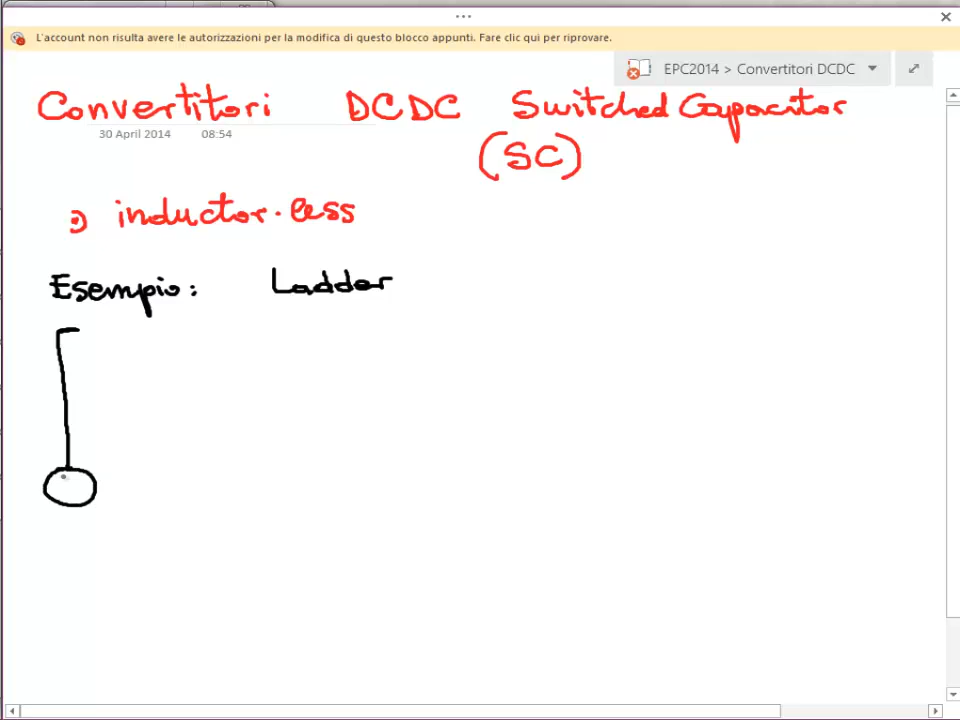 L'account non risulta avere le autorizzazioni per la modifica di questo blocco appunti. Fare clic qui per riprovare.
EPC2014 > Convertitori DCDC
Convertitori DCDC Switched Capacitor
30 April 2014 08:54
(SC)
inductor-less
Esempio: Ladder